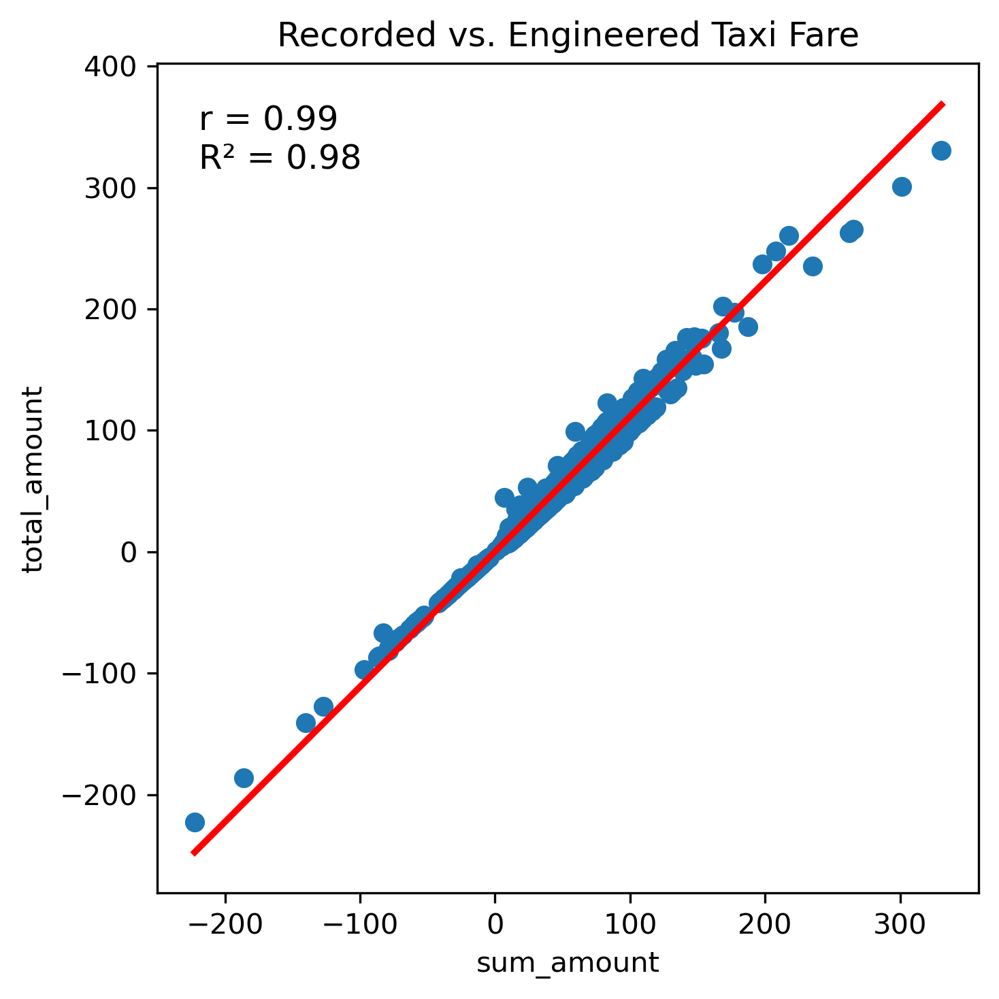 Recorded vs. Engineered Taxi Fare
400
300
200
100
0
−100
−200
r = 0.99
R² = 0.98
total_amount
−200 −100 0 100 200 300
sum_amount